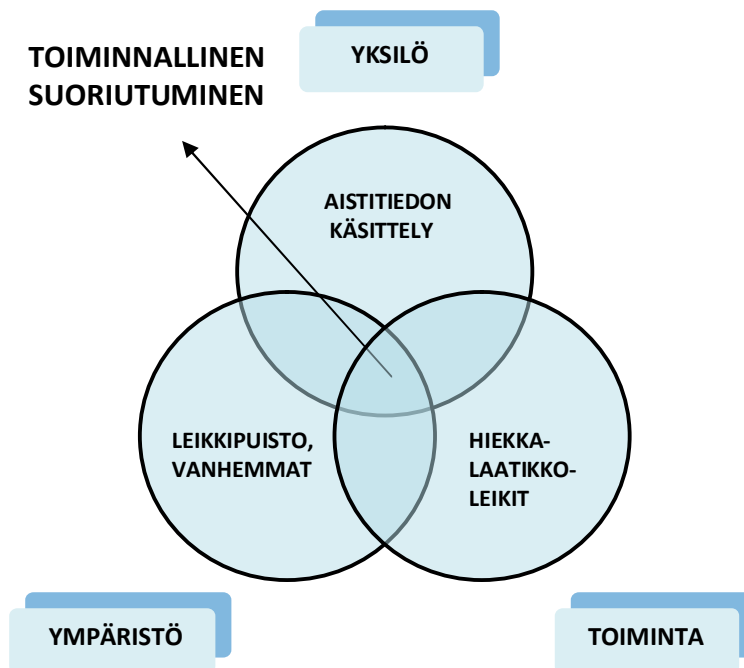 TOIMINNALLINEN
SUORIUTUMINEN
YKSILÖ
AISTITIEDON
KÄSITTELY
LEIKKIPUISTO,
VANHEMMAT
HIEKKA-
LAATIKKO-
LEIKIT
YMPÄRISTÖ
TOIMINTA